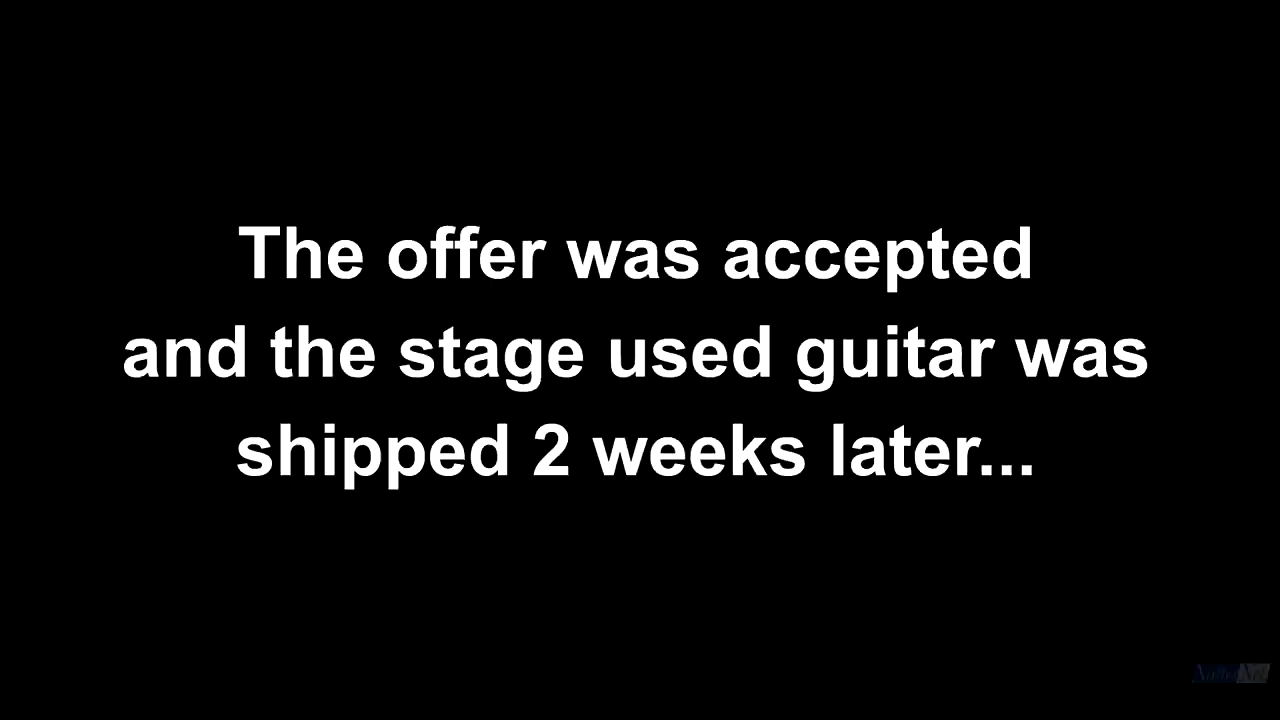 The offer was accepted
and the stage used guitar was
shipped 2 weeks later...